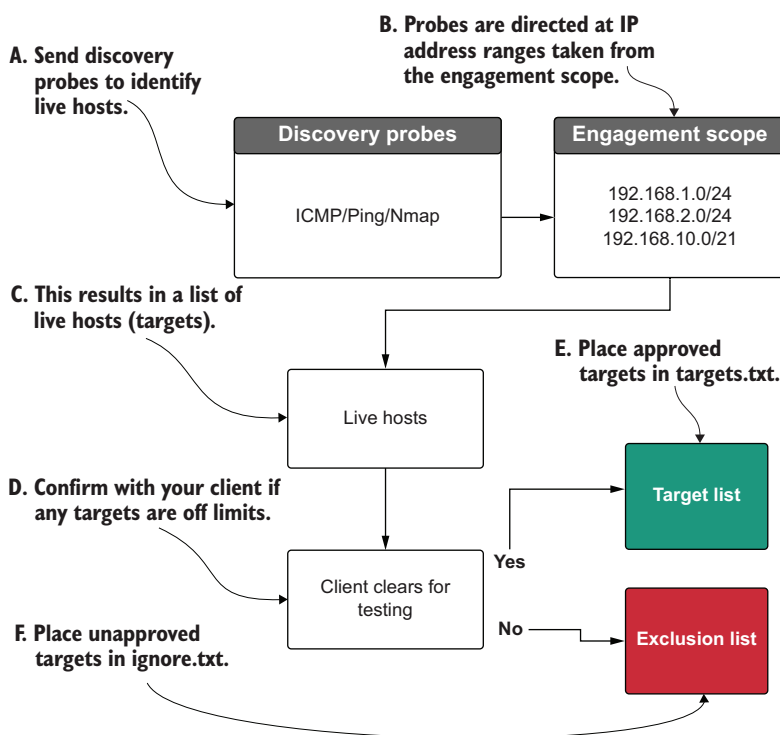 B. Probes are directed at IP
address ranges taken from
the engagement scope.
A. Send discovery
probes to identify
live hosts.
Discovery probes
Engagement scope
ICMP/Ping/Nmap
192.168.1.0/24
192.168.2.0/24
192.168.10.0/21
C. This results in a list of
live hosts (targets).
E. Place approved
targets in targets.txt.
Live hosts
Target list
D. Confirm with your client if
any targets are off limits.
Yes
Client clears for
testing
No
Exclusion list
F. Place unapproved
targets in ignore.txt.